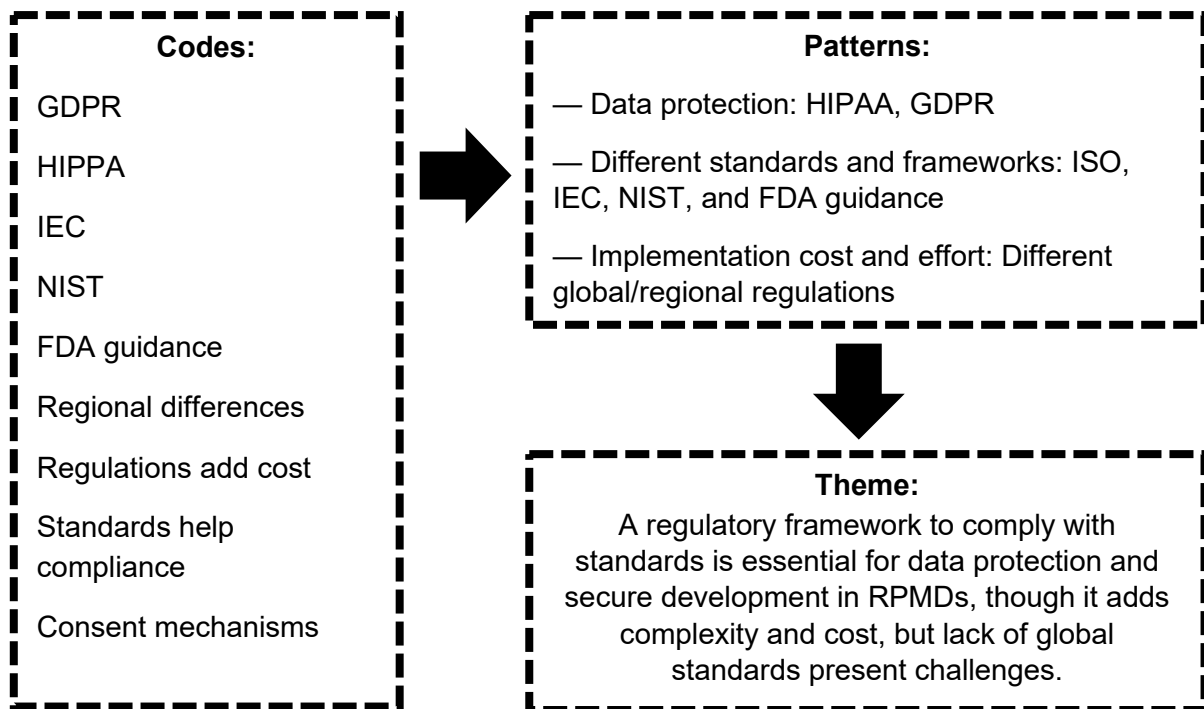 Codes:
GDPR
HIPPA
IEC
NIST
FDA guidance
Regional differences
Regulations add cost
Standards help
compliance
Consent mechanisms
Patterns:
— Data protection: HIPAA, GDPR
— Different standards and frameworks: ISO,
IEC, NIST, and FDA guidance
— Implementation cost and effort: Different
global/regional regulations
Theme:
A regulatory framework to comply with
standards is essential for data protection and
secure development in RPMDs, though it adds
complexity and cost, but lack of global
standards present challenges.